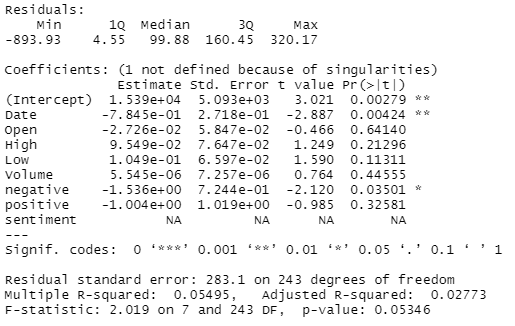 Residuals:
    Min      1Q  Median      3Q     Max
-893.93    4.55   99.88  160.45  320.17

Coefficients: (1 not defined because of singularities)
              Estimate Std. Error t value Pr(>|t|)
(Intercept)  1.539e+04  5.093e+03   3.021  0.00279 **
Date        -7.845e-01  2.718e-01  -2.887  0.00424 **
Open        -2.726e-02  5.847e-02  -0.466  0.64140
High         9.549e-02  7.647e-02   1.249  0.21296
Low          1.049e-01  6.597e-02   1.590  0.11311
Volume       5.545e-06  7.257e-06   0.764  0.44555
negative    -1.536e+00  7.244e-01  -2.120  0.03501 *
positive    -1.004e+00  1.019e+00  -0.985  0.32581
sentiment           NA         NA      NA       NA
---
Signif. codes:  0 ‘***’ 0.001 ‘**’ 0.01 ‘*’ 0.05 ‘.’ 0.1 ‘ ’ 1

Residual standard error: 283.1 on 243 degrees of freedom
Multiple R-squared:  0.05495,   Adjusted R-squared:  0.02773
F-statistic: 2.019 on 7 and 243 DF,  p-value: 0.05346